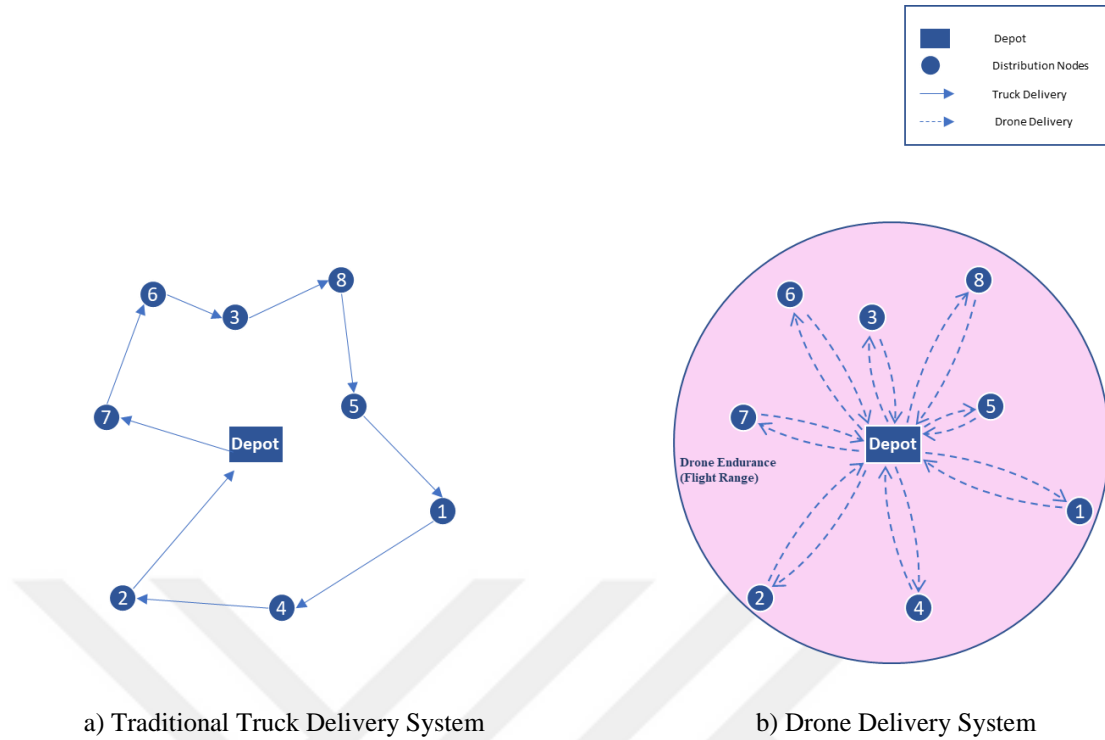 Depot
Distribution Nodes
Truck Delivery
Drone Delivery
8
6
3
5
7
Depot
1
2
4
a) Traditional Truck Delivery System
8
6
3
5
7
Depot
Drone Endurance
(Flight Range)
1
2
4
b) Drone Delivery System